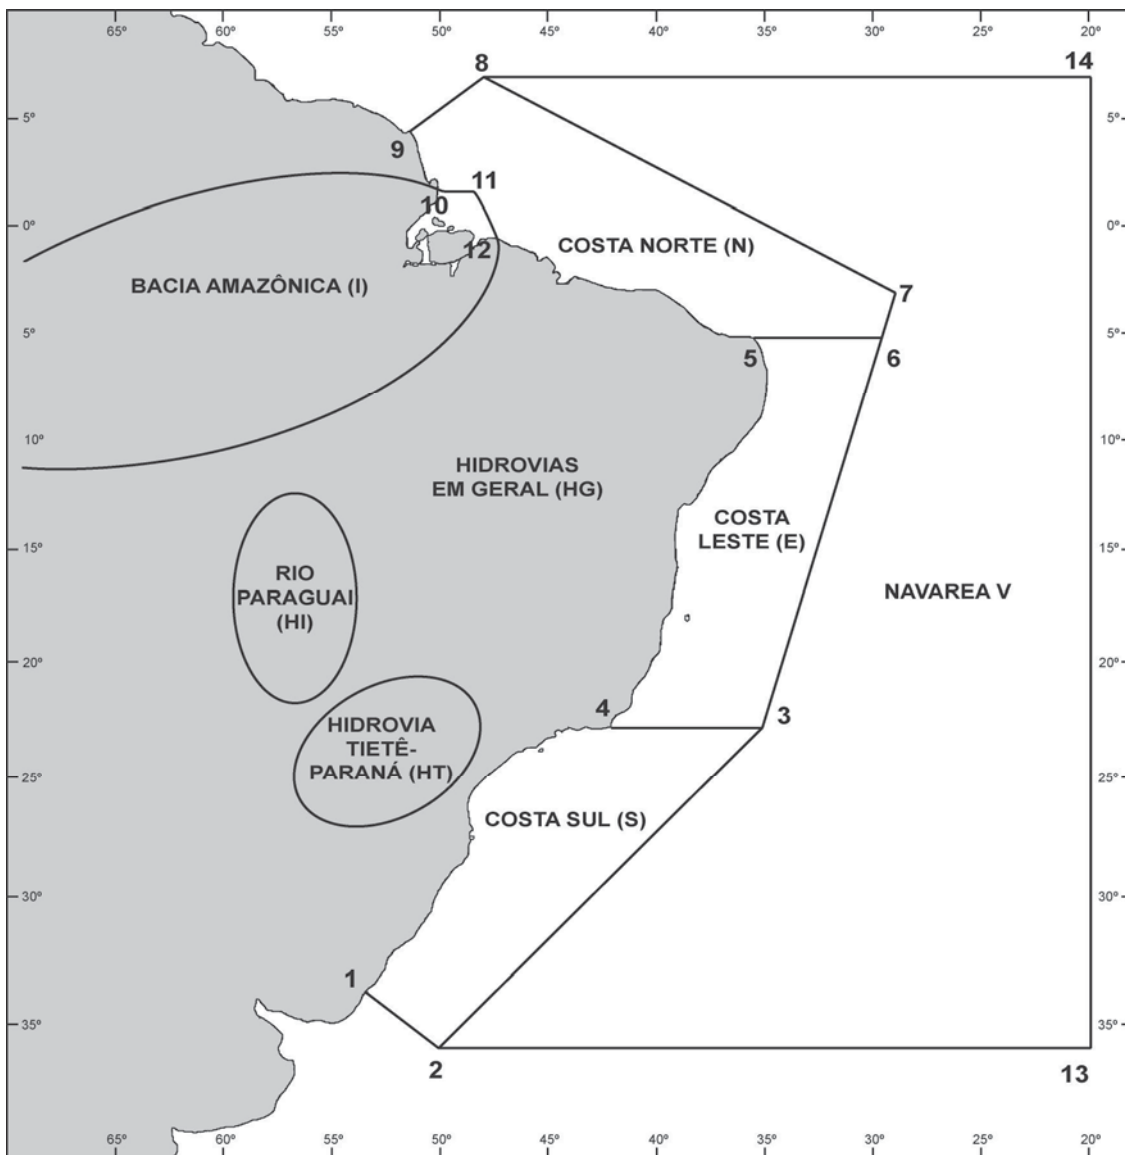 65° 60° 55° 50° 45° 40° 35° 30° 25° 20°
8 14
5° 5°
9
11
10
0° 0°
12 COSTA NORTE (N)
BACIA AMAZÔNICA (I)
7
5° 5°
5 6
10° 10°
HIDROVIAS
EM GERAL (HG)
COSTA
LESTE (E)
15° 15°
RIO
PARAGUAI
(HI)
NAVAREA V
20° 20°
4 3
HIDROVIA
TIETÊ-
PARANÁ (HT)
25° 25°
COSTA SUL (S)
30° 30°
1
35° 35°
2 13
65° 60° 55° 50° 45° 40° 35° 30° 25° 20°